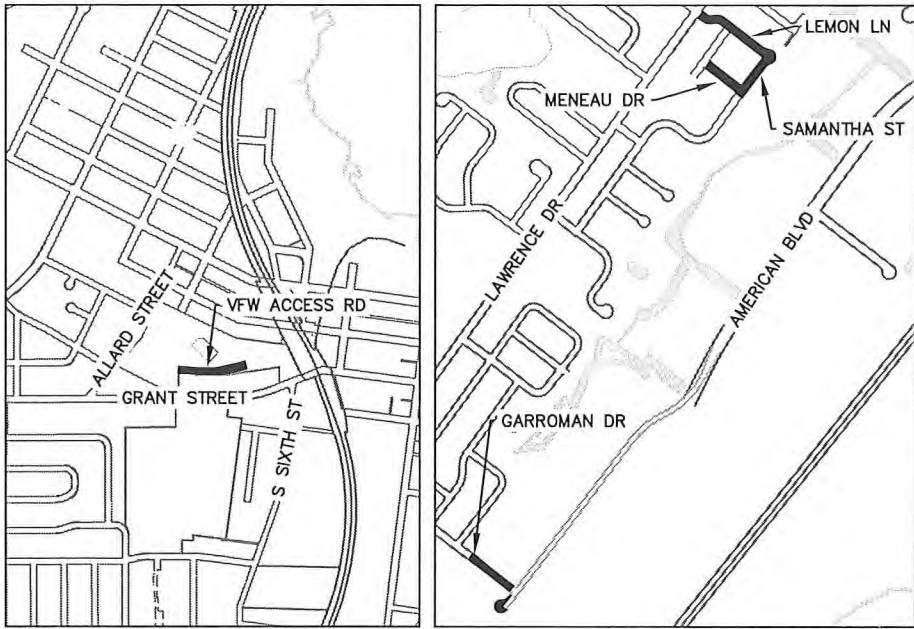 ALLARD STREET
VFW ACCESS RD
GRANT STREET
S SIXTH ST
LEMON LN
MENEAU DR
SAMANTHA ST
LAWRENCE DR
AMERICAN BLVD
GARROMAN DR